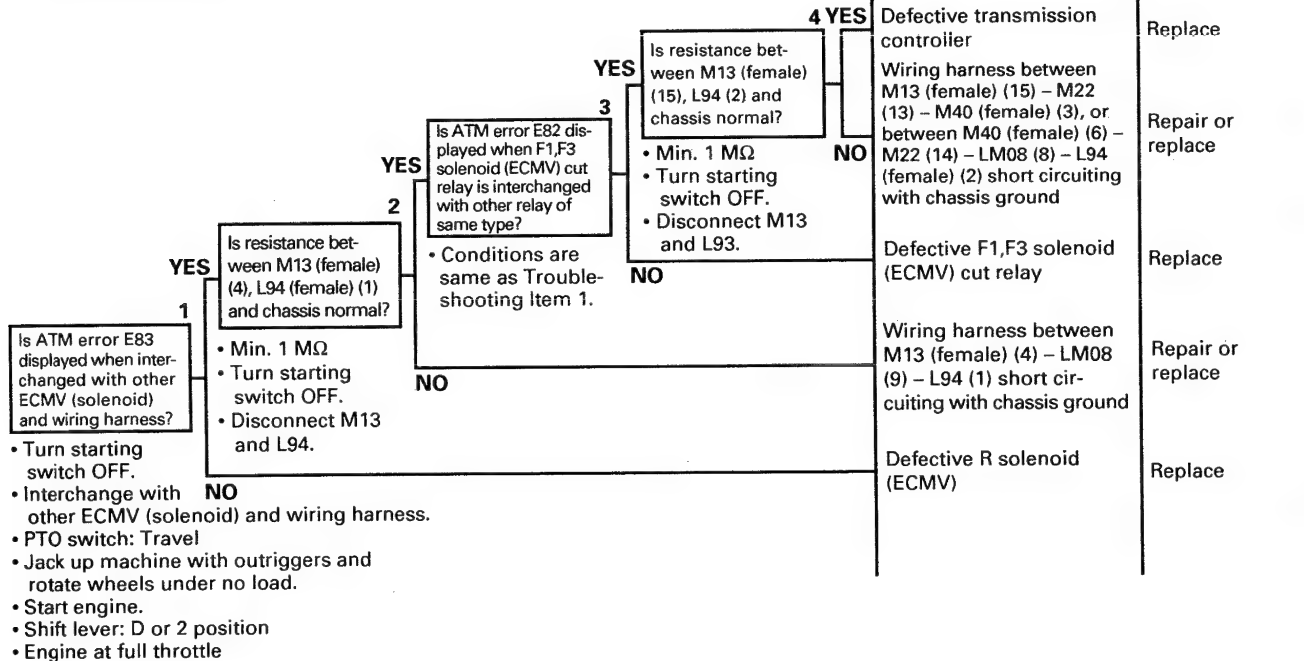 4 YES
Defective transmission
controller
Replace
Is resistance bet-
ween M13 (female)
(15), L94 (2) and
chassis normal?
YES
3
• Min. 1 MΩ
• Turn starting
switch OFF.
• Disconnect M13
and L93.
NO
Wiring harness between
M13 (female) (15) – M22
(13) – M40 (female) (3), or
between M40 (female) (6) –
M22 (14) – LM08 (8) – L94
(female) (2) short circuiting
with chassis ground
Repair or
replace
Is ATM error E82 dis-
played when F1,F3
solenoid (ECMV) cut
relay is interchanged
with other relay of
same type?
YES
2
• Conditions are
same as Trouble-
shooting Item 1.
NO
Defective F1,F3 solenoid
(ECMV) cut relay
Replace
Is resistance bet-
ween M13 (female)
(4), L94 (female) (1)
and chassis normal?
YES
1
• Min. 1 MΩ
• Turn starting
switch OFF.
• Disconnect M13
and L94.
NO
Wiring harness between
M13 (female) (4) – LM08
(9) – L94 (1) short cir-
cuiting with chassis ground
Repair or
replace
Is ATM error E83
displayed when inter-
changed with other
ECMV (solenoid)
and wiring harness?
• Turn starting
switch OFF.
• Interchange with
other ECMV (solenoid) and wiring harness.
• PTO switch: Travel
• Jack up machine with outriggers and
rotate wheels under no load.
• Start engine.
• Shift lever: D or 2 position
• Engine at full throttle
NO
Defective R solenoid
(ECMV)
Replace